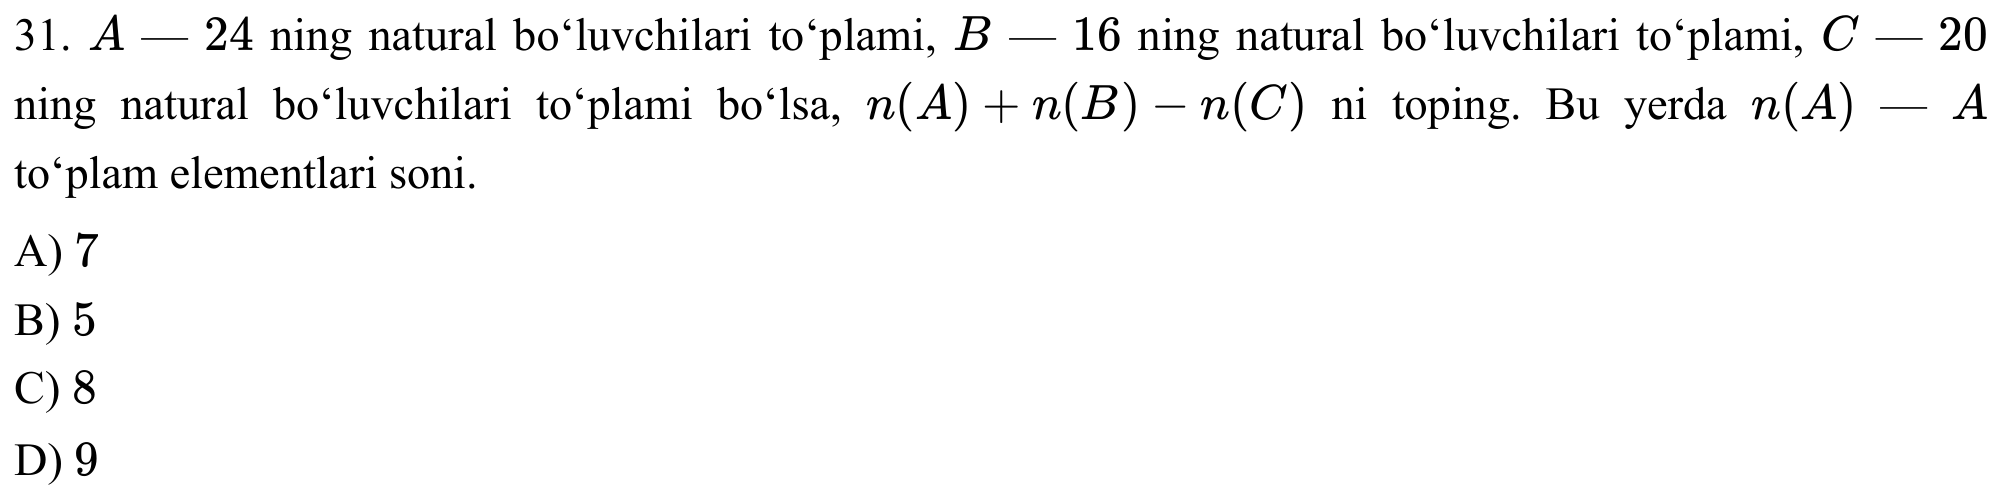 31. A — 24 ning natural bo‘luvchilari to‘plami, B — 16 ning natural bo‘luvchilari to‘plami, C — 20
ning natural bo‘luvchilari to‘plami bo‘lsa, n(A) + n(B) − n(C) ni toping. Bu yerda n(A) — A
to‘plam elementlari soni.
A) 7
B) 5
C) 8
D) 9